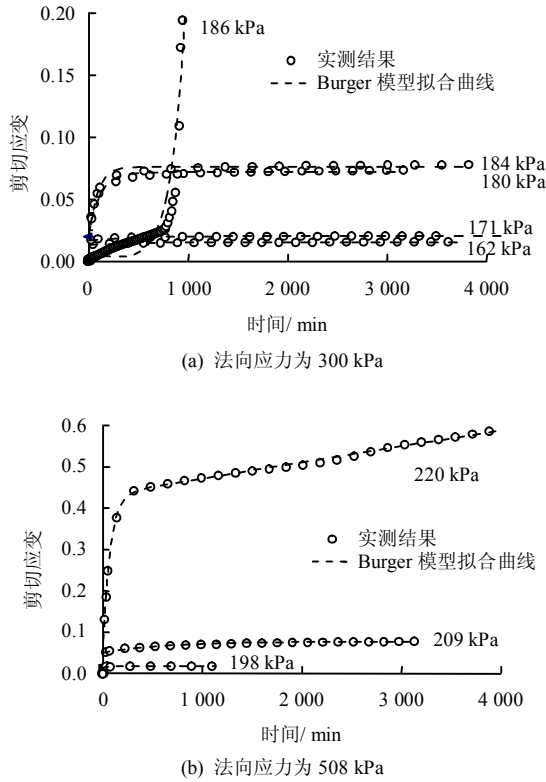 186 kPa
0.20
0.15
0.10
0.05
0.00
剪切应变
实测结果
Burger 模型拟合曲线
184 kPa
180 kPa
171 kPa
162 kPa
0
1 000
2 000
3 000
4 000
时间/ min
(a) 法向应力为 300 kPa
0.6
0.5
0.4
0.3
0.2
0.1
0.0
剪切应变
220 kPa
实测结果
Burger 模型拟合曲线
209 kPa
198 kPa
0
1 000
2 000
3 000
4 000
时间/ min
(b) 法向应力为 508 kPa